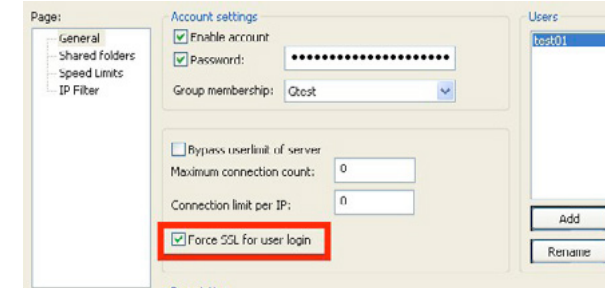 Page:
General
Shared folders
Speed Limits
IP Filter
Account settings
Enable account
Password:
Group membership: Gtest
Bypass userlimit of server
Maximum connection count: 0
Connection limit per IP: 0
Force SSL for user login
Users
test01
Add
Rename